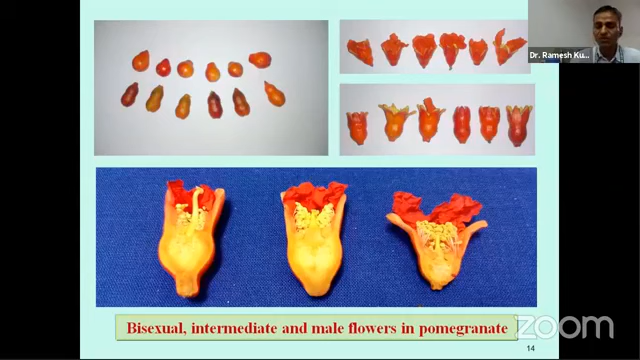 Dr. Ramesh Ku...
Bisexual, intermediate and male flowers in pomegranate
zoom
14